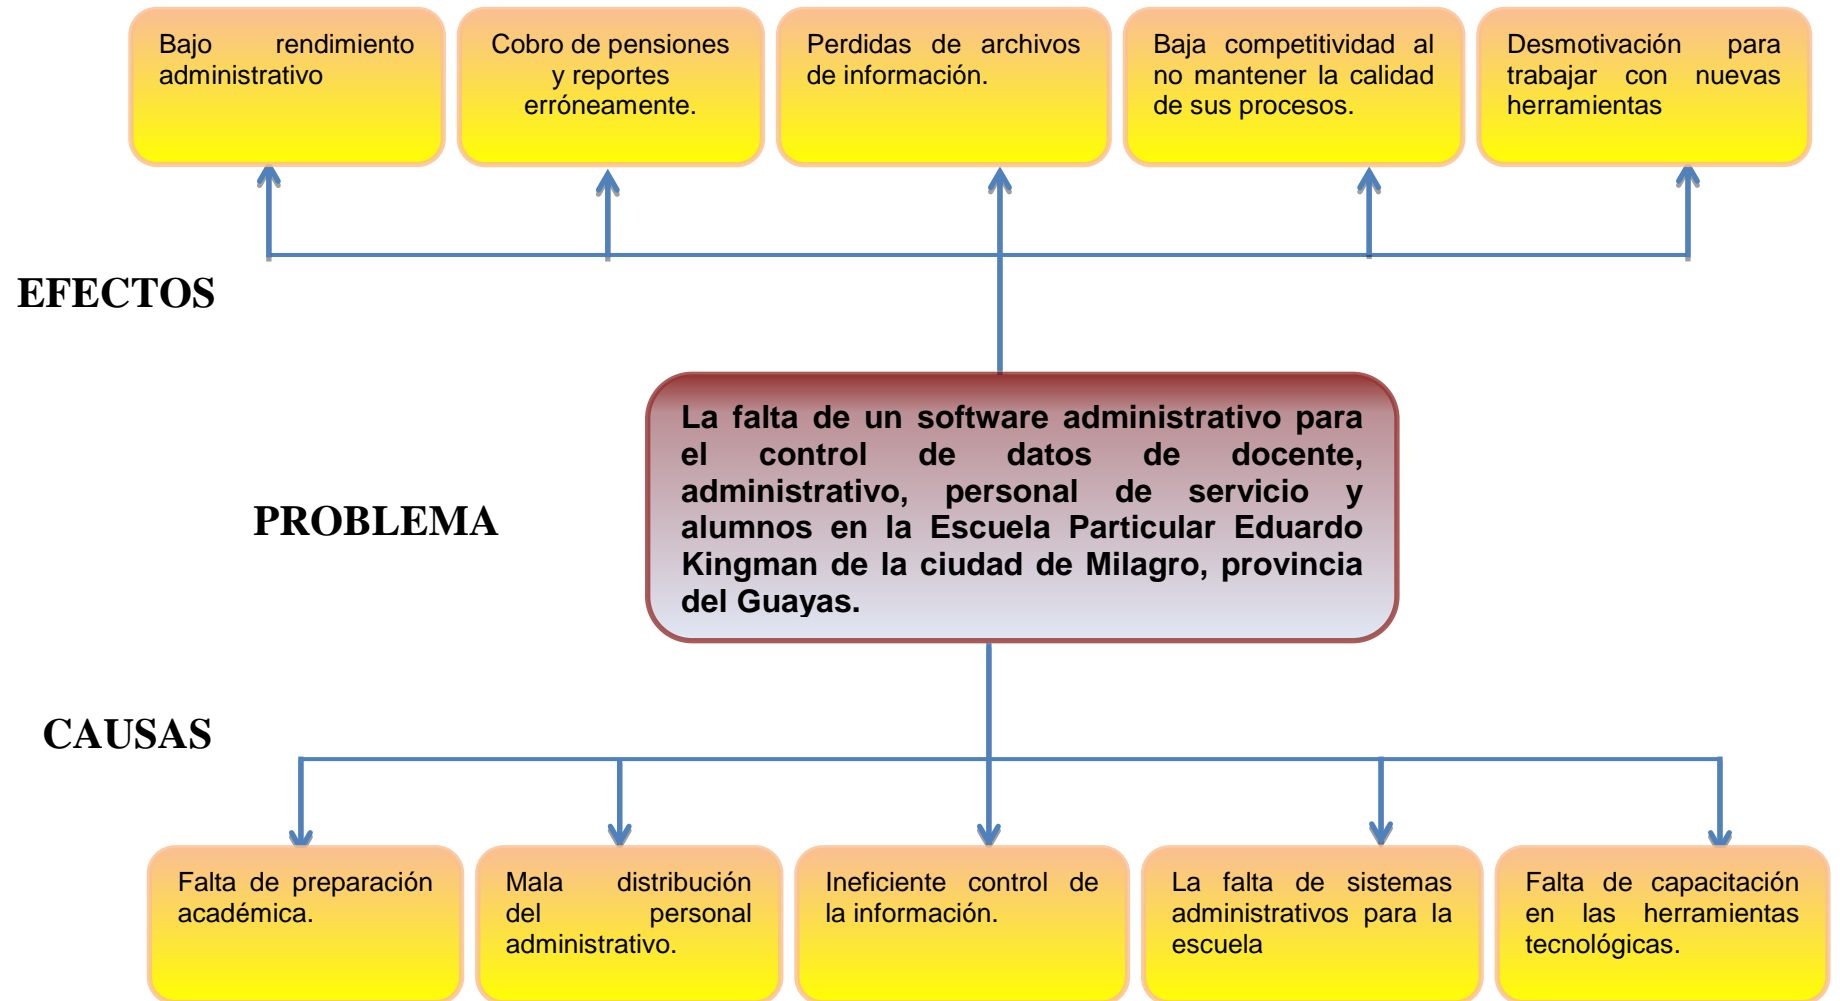 Bajo rendimiento
administrativo
Cobro de pensiones
y reportes
erróneamente.
Perdidas de archivos
de información.
Baja competitividad al
no mantener la calidad
de sus procesos.
Desmotivación para
trabajar con nuevas
herramientas
EFECTOS
La falta de un software administrativo para
el control de datos de docente,
administrativo, personal de servicio y
alumnos en la Escuela Particular Eduardo
Kingman de la ciudad de Milagro, provincia
del Guayas.
PROBLEMA
CAUSAS
Falta de preparación
académica.
Mala distribución
del personal
administrativo.
Ineficiente control de
la información.
La falta de sistemas
administrativos para la
escuela
Falta de capacitación
en las herramientas
tecnológicas.